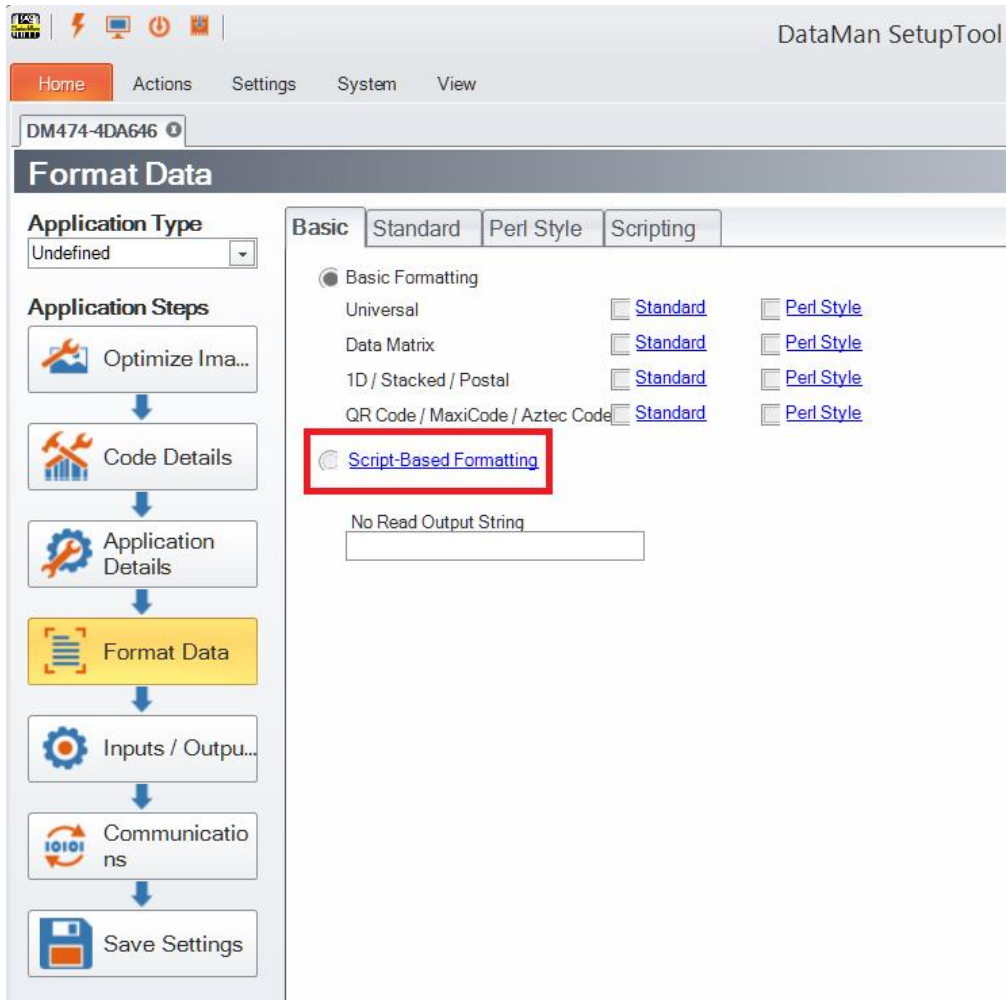 DataMan SetupTool
Home Actions Settings System View
DM474-4DA646
Format Data
Application Type
Undefined
Application Steps
Optimize Ima...
Code Details
Application
Details
Format Data
Inputs / Outpu...
Communicatio
ns
Save Settings
Basic Standard Perl Style Scripting
Basic Formatting
Universal Standard Perl Style
Data Matrix Standard Perl Style
1D / Stacked / Postal Standard Perl Style
QR Code / MaxiCode / Aztec Code Standard Perl Style
Script-Based Formatting
No Read Output String